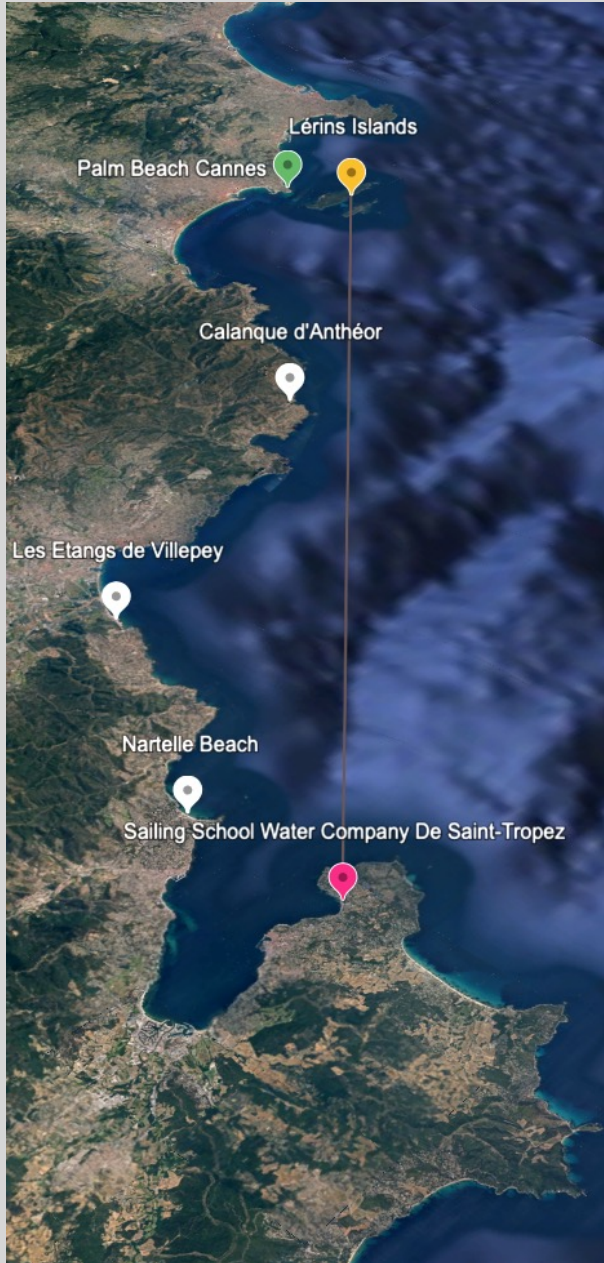 Lérins Islands
Palm Beach Cannes
Calanque d'Anthéor
Les Etangs de Villepey
Nartelle Beach
Sailing School Water Company De Saint-Tropez